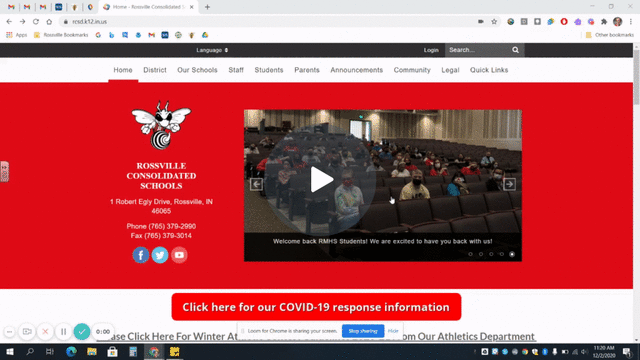 Home - Rossville Consolidated S
rcsd.k12.in.us
Apps
Rossville Bookmarks
Other bookmarks
Language
Login
Search...
Home
District
Our Schools
Staff
Students
Parents
Announcements
Community
Legal
Quick Links
ROSSVILLE
CONSOLIDATED
SCHOOLS
1 Robert Egly Drive, Rossville, IN
46065
Phone (765) 379-2990
Fax (765) 379-3014
Welcome back RMHS Students! We are excited to have you back with us!
Click here for our COVID-19 response information
ase Click Here For Winter At
om Our Athletics Department
0:00
Loom for Chrome is sharing your screen.
Stop sharing
Hide
11:20 AM
12/2/2020